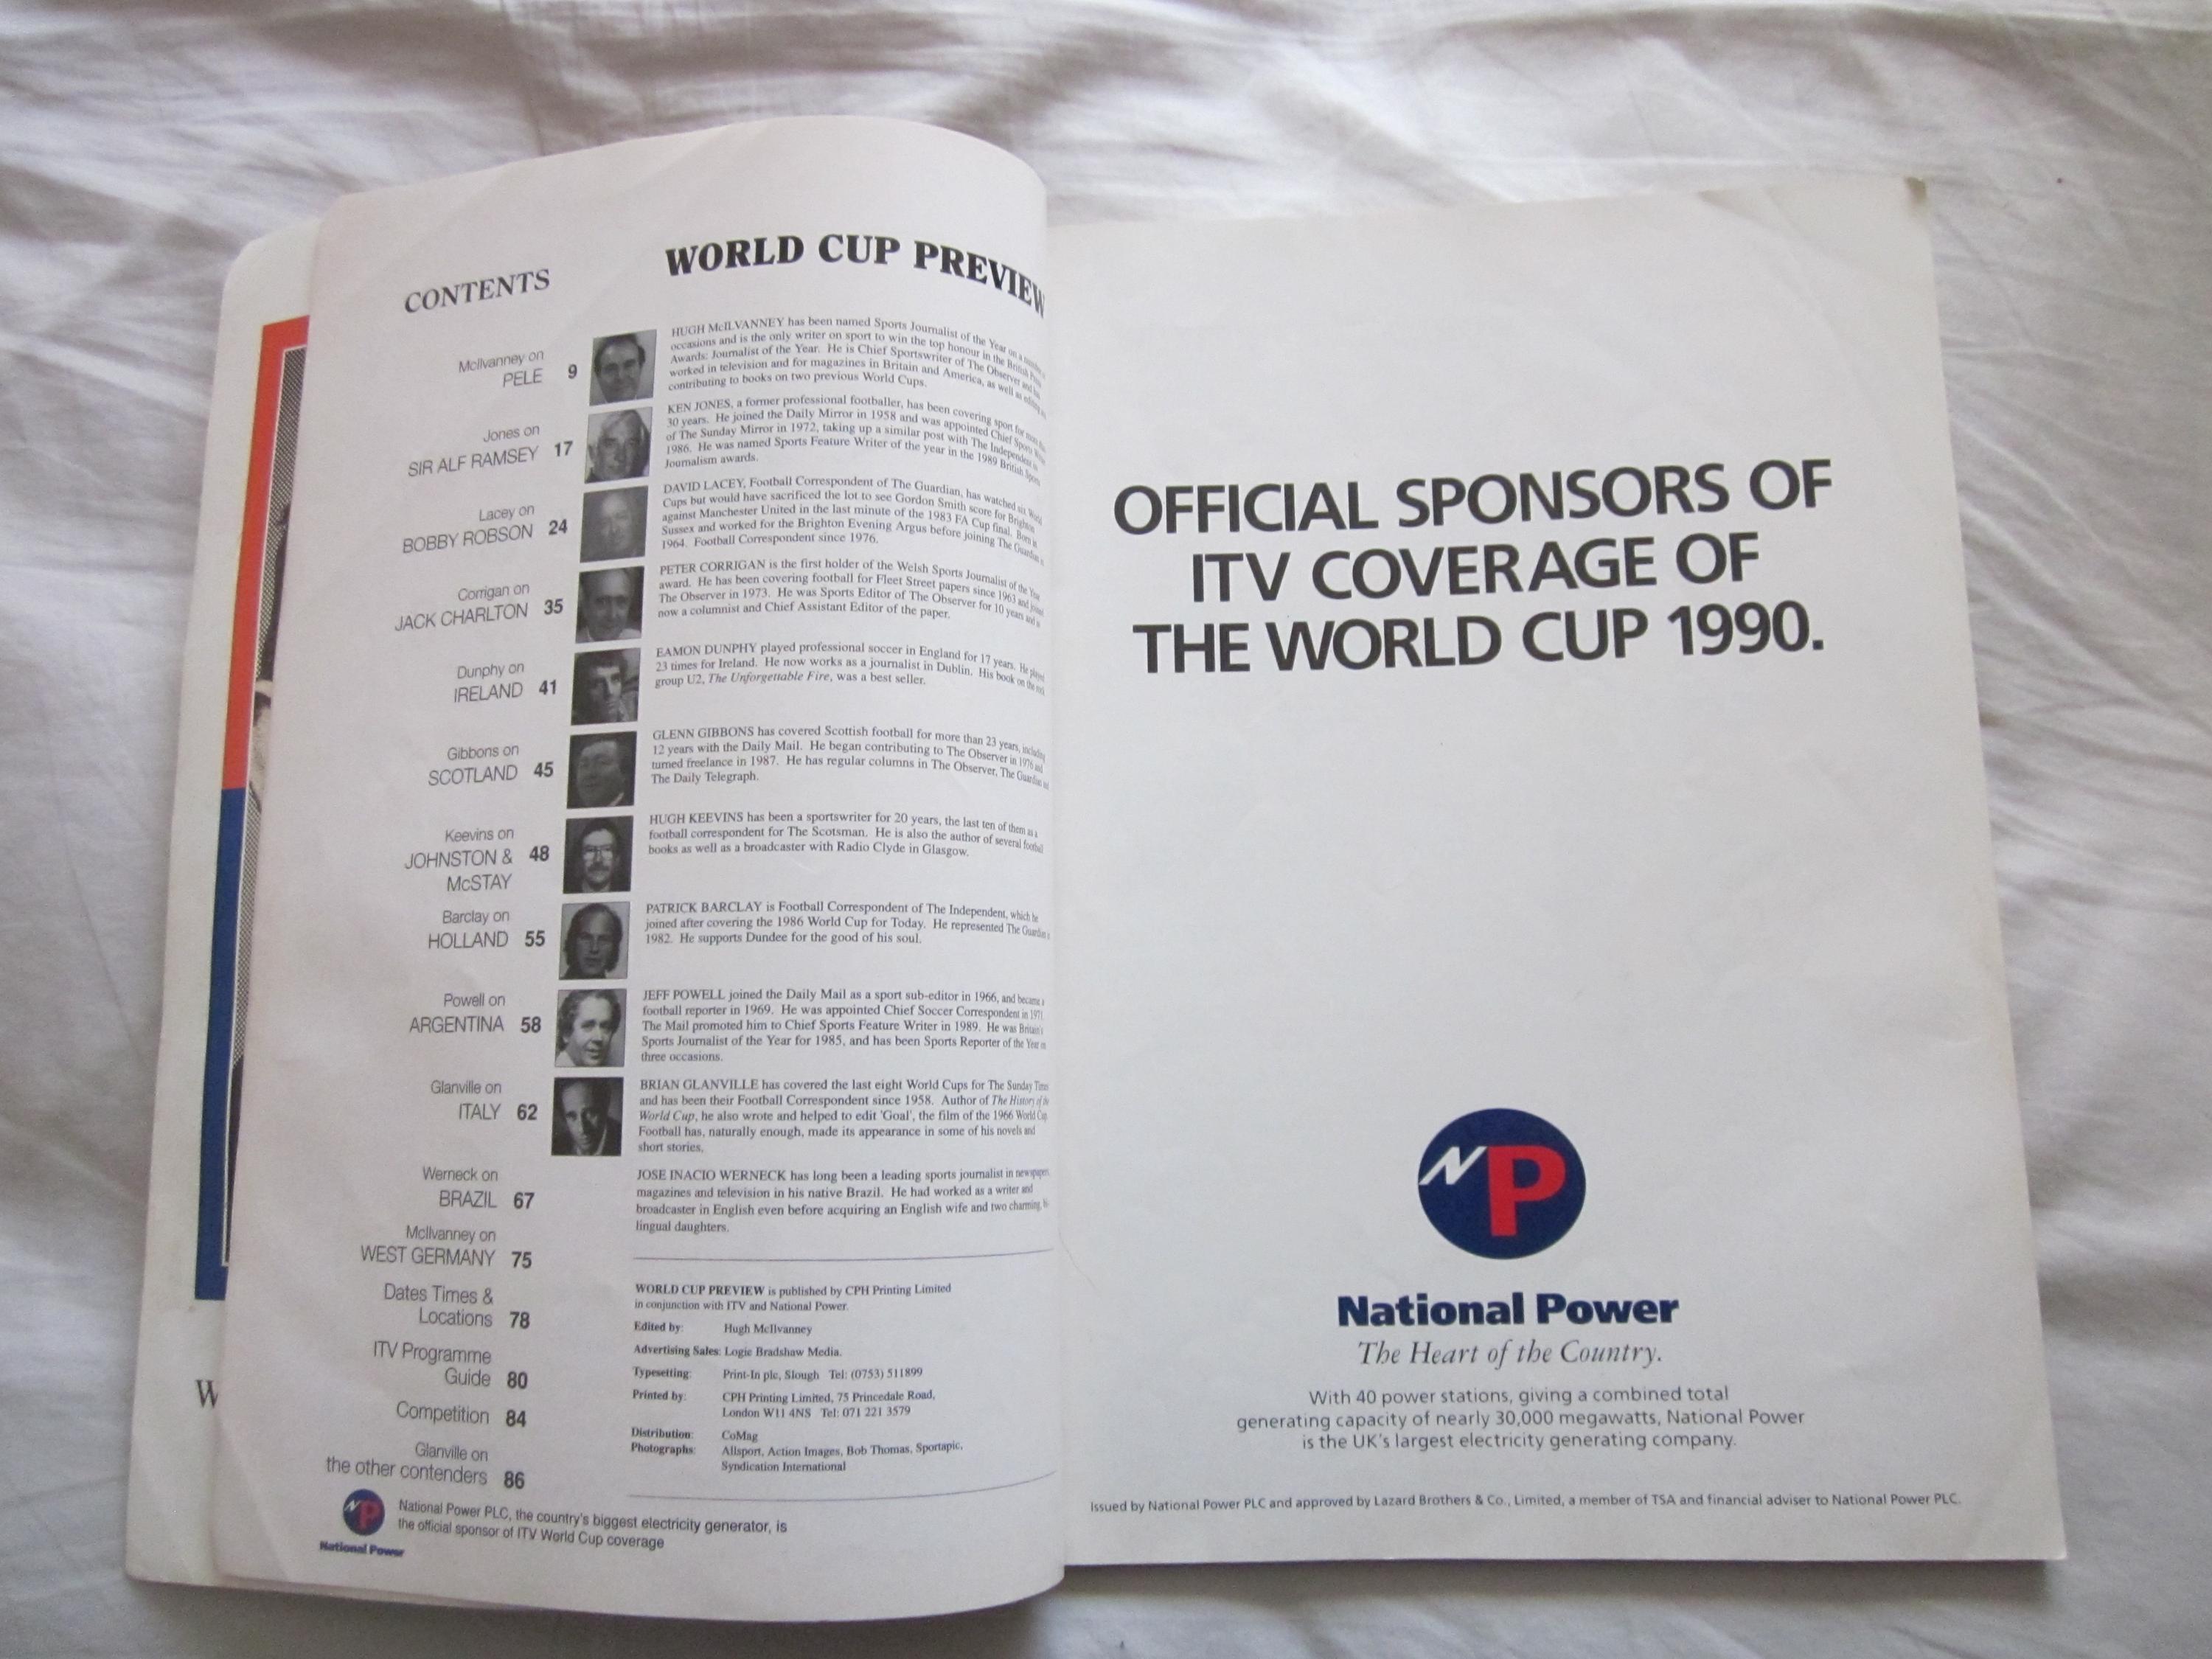 CONTENTS
McIlvanney on
PELE 9
Jones on
SIR ALF RAMSEY 17
Lacey on
BOBBY ROBSON 24
Corrigan on
JACK CHARLTON 35
Dunphy on
IRELAND 41
Gibbons on
SCOTLAND 45
Keevins on
JOHNSTON & 48
McSTAY
Barclay on
HOLLAND 55
Powell on
ARGENTINA 58
Glanville on
ITALY 62
Werneck on
BRAZIL 67
McIlvanney on
WEST GERMANY 75
Dates Times &
Locations 78
ITV Programme
Guide 80
Competition 84
Glanville on
the other contenders 86
WORLD CUP PREVIEW
HUGH McILVANNEY has been named Sports Journalist of the Year on a
occasions and is the only writer on sport to win the top honour in the British
Awards: Journalist of the Year. He is Chief Sportswriter of The Observer and has
worked in television and for magazines in Britain and America, as well as editing
contributing to books on two previous World Cups.
KEN JONES, a former professional footballer, has been covering sport for more than
30 years. He joined the Daily Mirror in 1958 and was appointed Chief Sports
of The Sunday Mirror in 1972, taking up a similar post with The Independent in
1986. He was named Sports Feature Writer of the year in the 1989 British Sports
Journalism awards.
DAVID LACEY, Football Correspondent of The Guardian, has watched six World
Cups but would have sacrificed the lot to see Gordon Smith score for Brighton
against Manchester United in the last minute of the 1983 FA Cup final. Born in
Sussex and worked for the Brighton Evening Argus before joining The Guardian in
1964. Football Correspondent since 1976.
PETER CORRIGAN is the first holder of the Welsh Sports Journalist of the Year
award. He has been covering football for Fleet Street papers since 1963 and joined
The Observer in 1973. He was Sports Editor of The Observer for 10 years and is
now a columnist and Chief Assistant Editor of the paper.
EAMON DUNPHY played professional soccer in England for 17 years. He played
23 times for Ireland. He now works as a journalist in Dublin. His book on the rock
group U2, The Unforgettable Fire, was a best seller.
GLENN GIBBONS has covered Scottish football for more than 23 years, including
12 years with the Daily Mail. He began contributing to The Observer in 1976 and
turned freelance in 1987. He has regular columns in The Observer, The Guardian and
The Daily Telegraph.
HUGH KEEVINS has been a sportswriter for 20 years, the last ten of them as a
football correspondent for The Scotsman. He is also the author of several football
books as well as a broadcaster with Radio Clyde in Glasgow.
PATRICK BARCLAY is Football Correspondent of The Independent, which he
joined after covering the 1986 World Cup for Today. He represented The Guardian in
1982. He supports Dundee for the good of his soul.
JEFF POWELL joined the Daily Mail as a sport sub-editor in 1966, and became a
football reporter in 1969. He was appointed Chief Soccer Correspondent in 1971.
The Mail promoted him to Chief Sports Feature Writer in 1989. He was Britain's
Sports Journalist of the Year for 1985, and has been Sports Reporter of the Year on
three occasions.
BRIAN GLANVILLE has covered the last eight World Cups for The Sunday Times
and has been their Football Correspondent since 1958. Author of The History of the
World Cup, he also wrote and helped to edit 'Goal', the film of the 1966 World Cup.
Football has, naturally enough, made its appearance in some of his novels and
short stories.
JOSE INACIO WERNECK has long been a leading sports journalist in newspapers,
magazines and television in his native Brazil. He had worked as a writer and
broadcaster in English even before acquiring an English wife and two charming, bi-
lingual daughters.
WORLD CUP PREVIEW is published by CPH Printing Limited
in conjunction with ITV and National Power.
Edited by: Hugh McIlvanney
Advertising Sales: Logie Bradshaw Media.
Typesetting: Print-In plc, Slough Tel: (0753) 511899
Printed by: CPH Printing Limited, 75 Princedale Road,
London W11 4NS Tel: 071 221 3579
Distribution: CoMag
Photographs: Allsport, Action Images, Bob Thomas, Sportapic,
Syndication International
W
NP
National Power
National Power PLC, the country's biggest electricity generator, is
the official sponsor of ITV World Cup coverage
OFFICIAL SPONSORS OF
ITV COVERAGE OF
THE WORLD CUP 1990.
NP
National Power
The Heart of the Country.
With 40 power stations, giving a combined total
generating capacity of nearly 30,000 megawatts, National Power
is the UK's largest electricity generating company.
Issued by National Power PLC and approved by Lazard Brothers & Co., Limited, a member of TSA and financial adviser to National Power PLC.